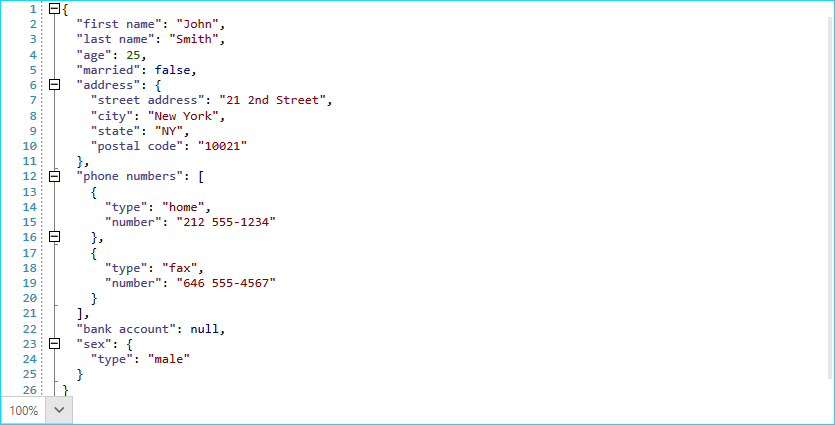 1 {
2   "first name": "John",
3   "last name": "Smith",
4   "age": 25,
5   "married": false,
6   "address": {
7     "street address": "21 2nd Street",
8     "city": "New York",
9     "state": "NY",
10     "postal code": "10021"
11   },
12   "phone numbers": [
13     {
14       "type": "home",
15       "number": "212 555-1234"
16     },
17     {
18       "type": "fax",
19       "number": "646 555-4567"
20     }
21   ],
22   "bank account": null,
23   "sex": {
24     "type": "male"
25   }
26 }
100%